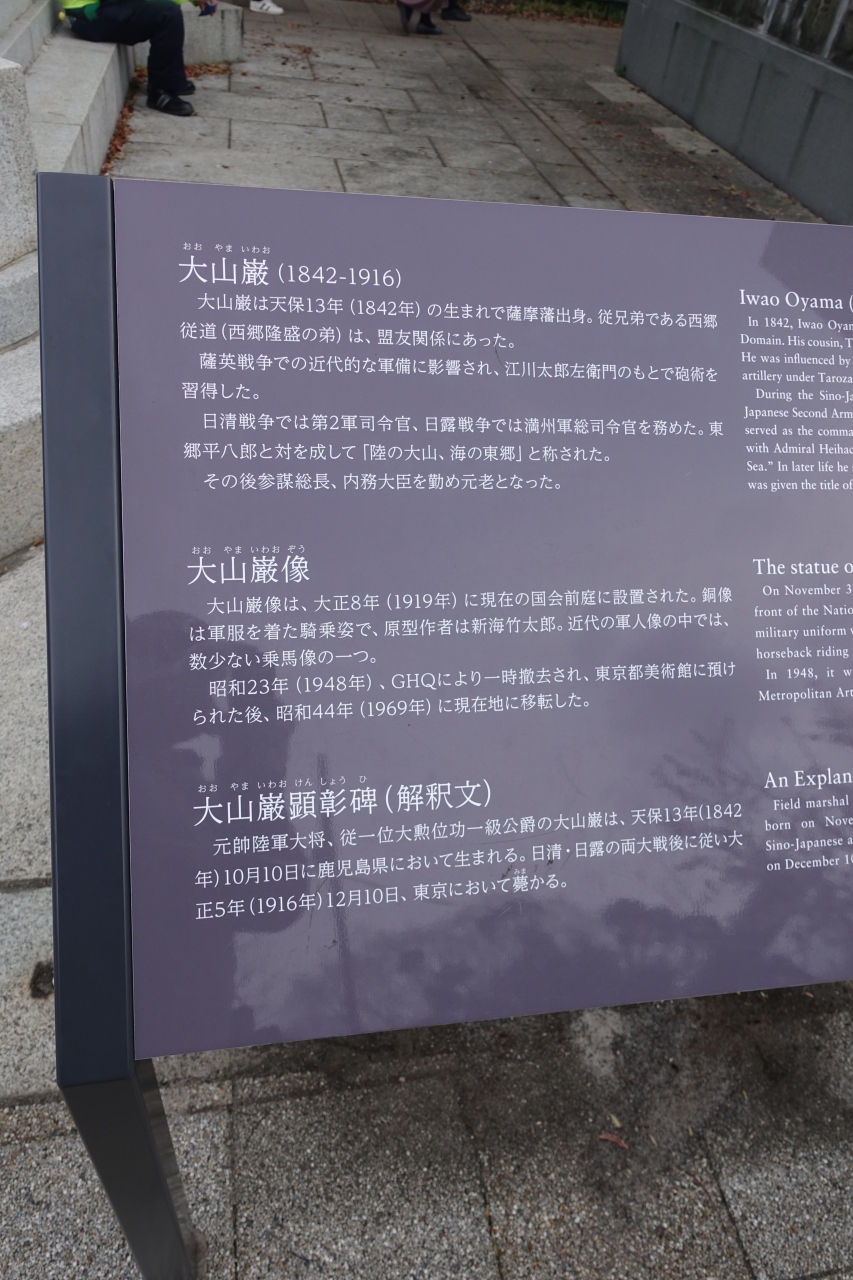 おお やま いわお
大山巌 (1842-1916)
大山巌は天保13年 (1842年) の生まれで薩摩藩出身。従兄弟である西郷
従道 (西郷隆盛の弟) は、盟友関係にあった。
薩英戦争での近代的な軍備に影響され、江川太郎左衛門のもとで砲術を
習得した。
日清戦争では第2軍司令官、日露戦争では満州軍総司令官を務めた。東
郷平八郎と対を成して「陸の大山、海の東郷」と称された。
その後参謀総長、内務大臣を勤め元老となった。
おお やま いわお ぞう
大山巌像
大山巌像は、大正8年 (1919年) に現在の国会前庭に設置された。銅像
は軍服を着た騎乗姿で、原型作者は新海竹太郎。近代の軍人像の中では、
数少ない乗馬像の一つ。
昭和23年 (1948年) 、GHQにより一時撤去され、東京都美術館に預け
られた後、昭和44年 (1969年) に現在地に移転した。
おお やま いわお けん しょう ひ
大山巌顕彰碑 (解釈文)
元帥陸軍大将、従一位大勲位功一級公爵の大山巌は、天保13年(1842
年) 10月10日に鹿児島県において生まれる。日清・日露の両大戦後に従い大
みま
正5年 (1916年) 12月10日、東京において薨かる。
Iwao Oyama (
In 1842, Iwao Oyam
Domain. His cousin, T
He was influenced by
artillery under Taroza
During the Sino-Ja
Japanese Second Arm
served as the comma
with Admiral Heihac
Sea." In later life he
was given the title of
The statue o
On November 3
front of the Natio
military uniform w
horseback riding
In 1948, it w
Metropolitan Art
An Explan
Field marshal
born on Nove
Sino-Japanese a
on December 10